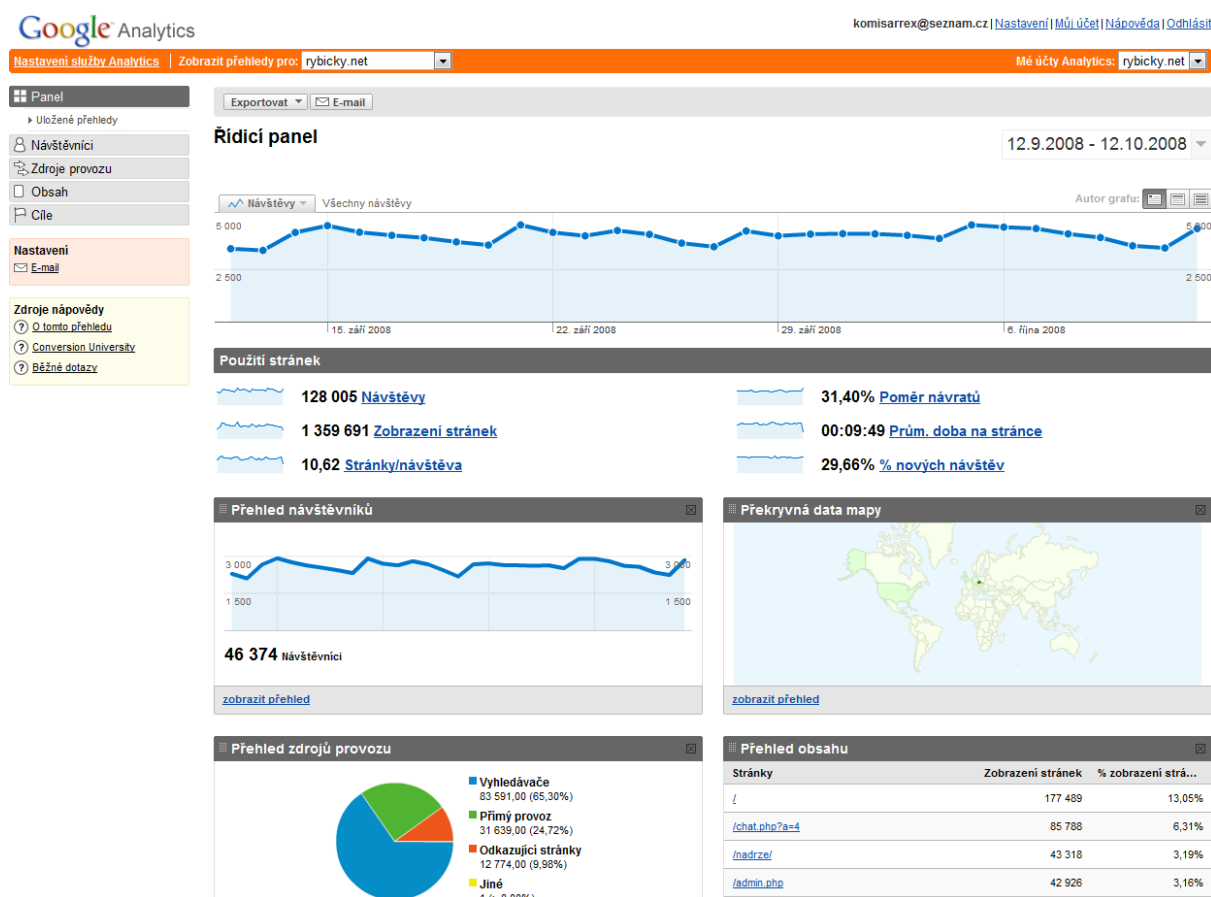 Google Analytics
komisarrex@seznam.cz | Nastavení | Můj účet | Nápověda | Odhlásit
Nastavení služby Analytics | Zobrazit přehledy pro: rybicky.net
Mé účty Analytics: rybicky.net
Panel
Uložené přehledy
Návštěvníci
Zdroje provozu
Obsah
Cíle
Nastavení
E-mail
Zdroje nápovědy
O tomto přehledu
Conversion University
Běžné dotazy
Exportovat E-mail
Řídicí panel
12.9.2008 - 12.10.2008
Návštěvy Všechny návštěvy
Autor grafu:
5 000 5 000
2 500 2 500
15. září 2008 22. září 2008 29. září 2008 6. října 2008
Použití stránek
128 005 Návštěvy
1 359 691 Zobrazení stránek
10,62 Stránky/návštěva
31,40% Poměr návratů
00:09:49 Prům. doba na stránce
29,66% % nových návštěv
Přehled návštěvníků
3 000 3 000
1 500 1 500
46 374 Návštěvníci
zobrazit přehled
Překryvná data mapy
zobrazit přehled
Přehled zdrojů provozu
Vyhledávače
83 591,00 (65,30%)
Přímý provoz
31 639,00 (24,72%)
Odkazující stránky
12 774,00 (9,98%)
Jiné
Přehled obsahu
Stránky Zobrazení stránek % zobrazení strá...
/ 177 489 13,05%
/chat.php?a=4 85 788 6,31%
/nadrze/ 43 318 3,19%
/admin.php 42 926 3,16%